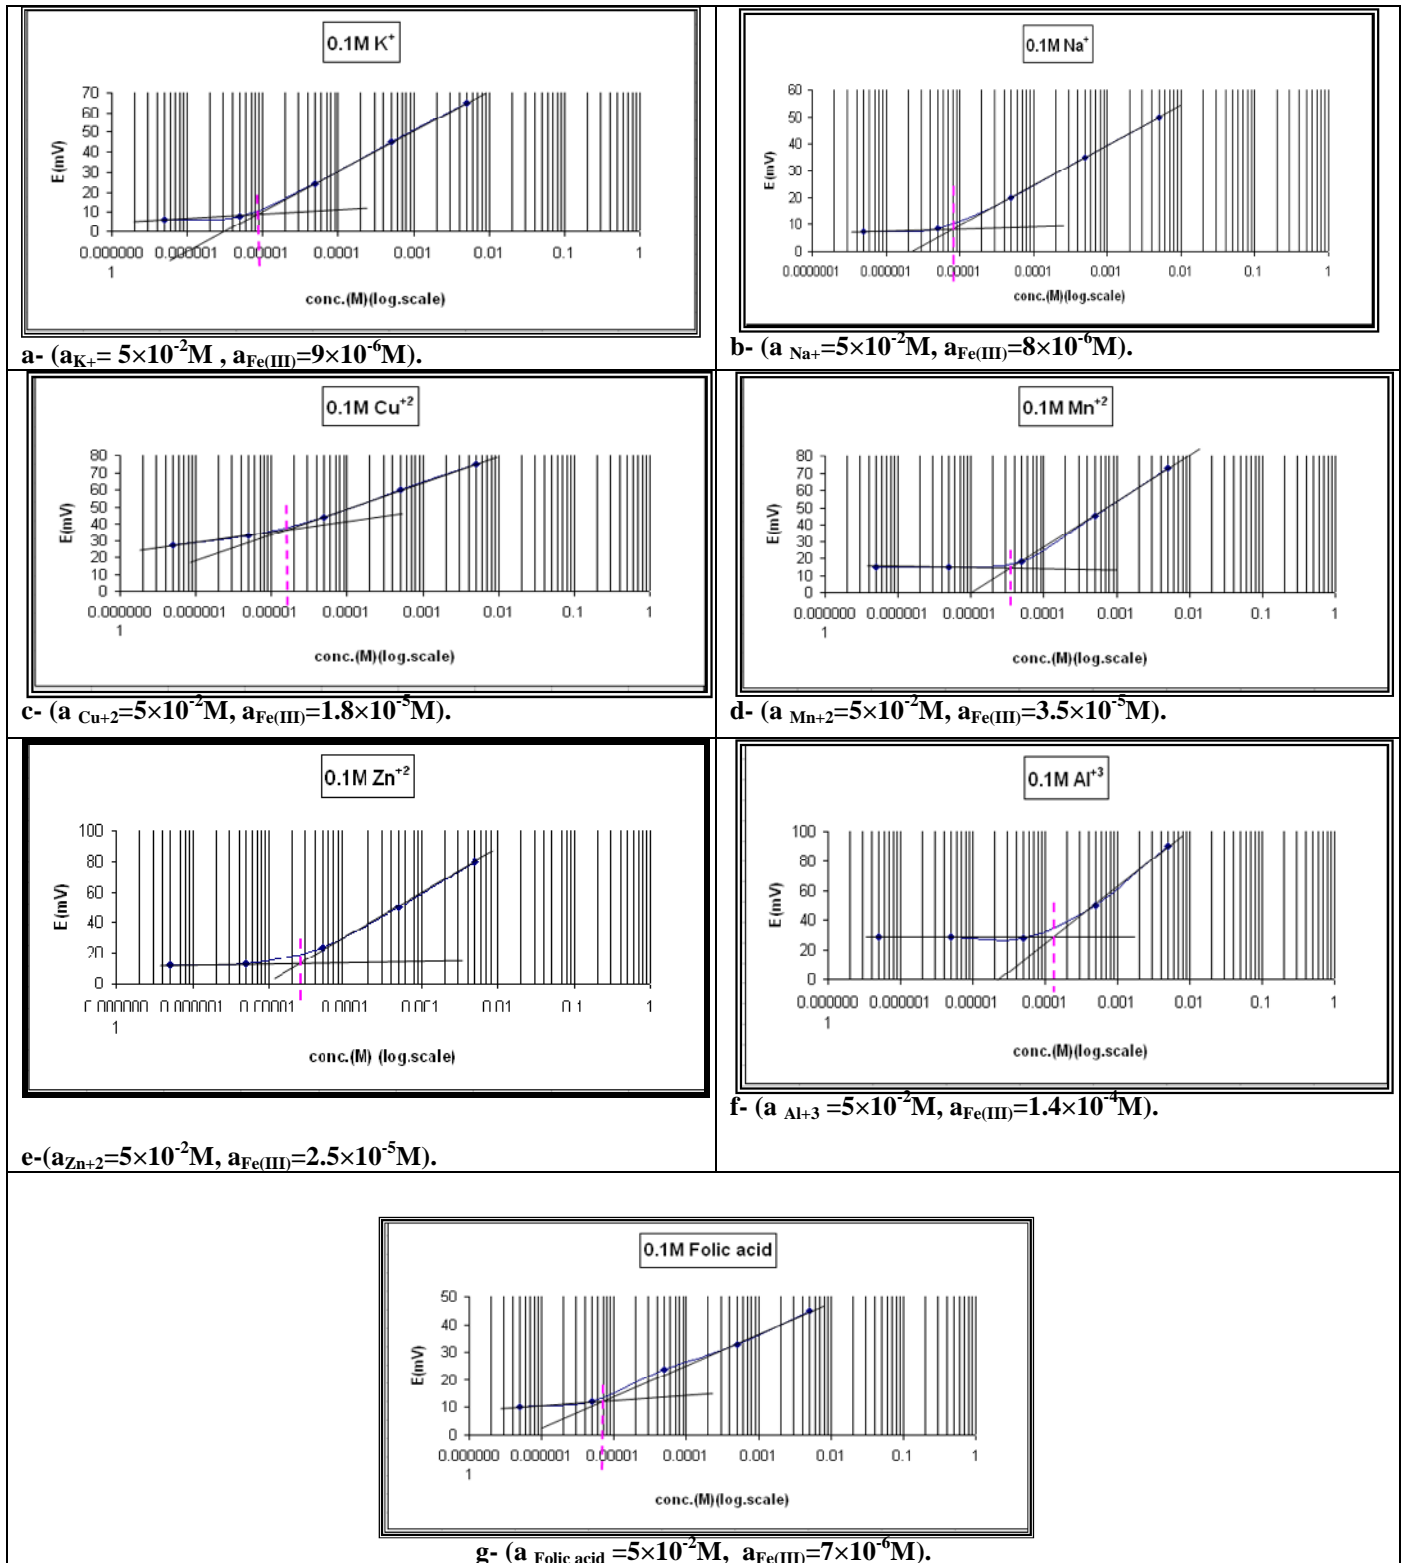 0.1M K⁺
70
60
50
40
30
20
10
0
E(mV)
0.000000 0.000001 0.00001 0.0001 0.001 0.01 0.1 1
1
conc.(M)(log.scale)
a- (a K+= 5×10⁻²M , a Fe(III)=9×10⁻⁶M).
0.1M Na⁺
60
50
40
30
20
10
0
E(mV)
0.0000001 0.000001 0.00001 0.0001 0.001 0.01 0.1 1
conc.(M)(log.scale)
b- (a Na+=5×10⁻²M, a Fe(III)=8×10⁻⁶M).
0.1M Cu⁺²
80
70
60
50
40
30
20
10
0
E(mV)
0.000000 0.000001 0.00001 0.0001 0.001 0.01 0.1 1
1
conc.(M)(log.scale)
c- (a Cu+2=5×10⁻²M, a Fe(III)=1.8×10⁻⁵M).
0.1M Mn⁺²
80
70
60
50
40
30
20
10
0
E(mV)
0.000000 0.000001 0.00001 0.0001 0.001 0.01 0.1 1
1
conc.(M)(log.scale)
d- (a Mn+2=5×10⁻²M, a Fe(III)=3.5×10⁻⁵M).
0.1M Zn⁺²
100
80
60
40
20
0
E(mV)
1
1
conc.(M) (log.scale)
e-(a Zn+2=5×10⁻²M, a Fe(III)=2.5×10⁻⁵M).
0.1M Al⁺³
100
80
60
40
20
0
E(mV)
0.000000 0.000001 0.00001 0.0001 0.001 0.01 0.1 1
1
conc.(M)(log.scale)
f- (a Al+3 =5×10⁻²M, a Fe(III)=1.4×10⁻⁴M).
0.1M Folic acid
50
40
30
20
10
0
E(mV)
0.000000 0.000001 0.00001 0.0001 0.001 0.01 0.1 1
1
conc.(M)(log.scale)
g- (a Folic acid =5×10⁻²M, a Fe(III)=7×10⁻⁶M).